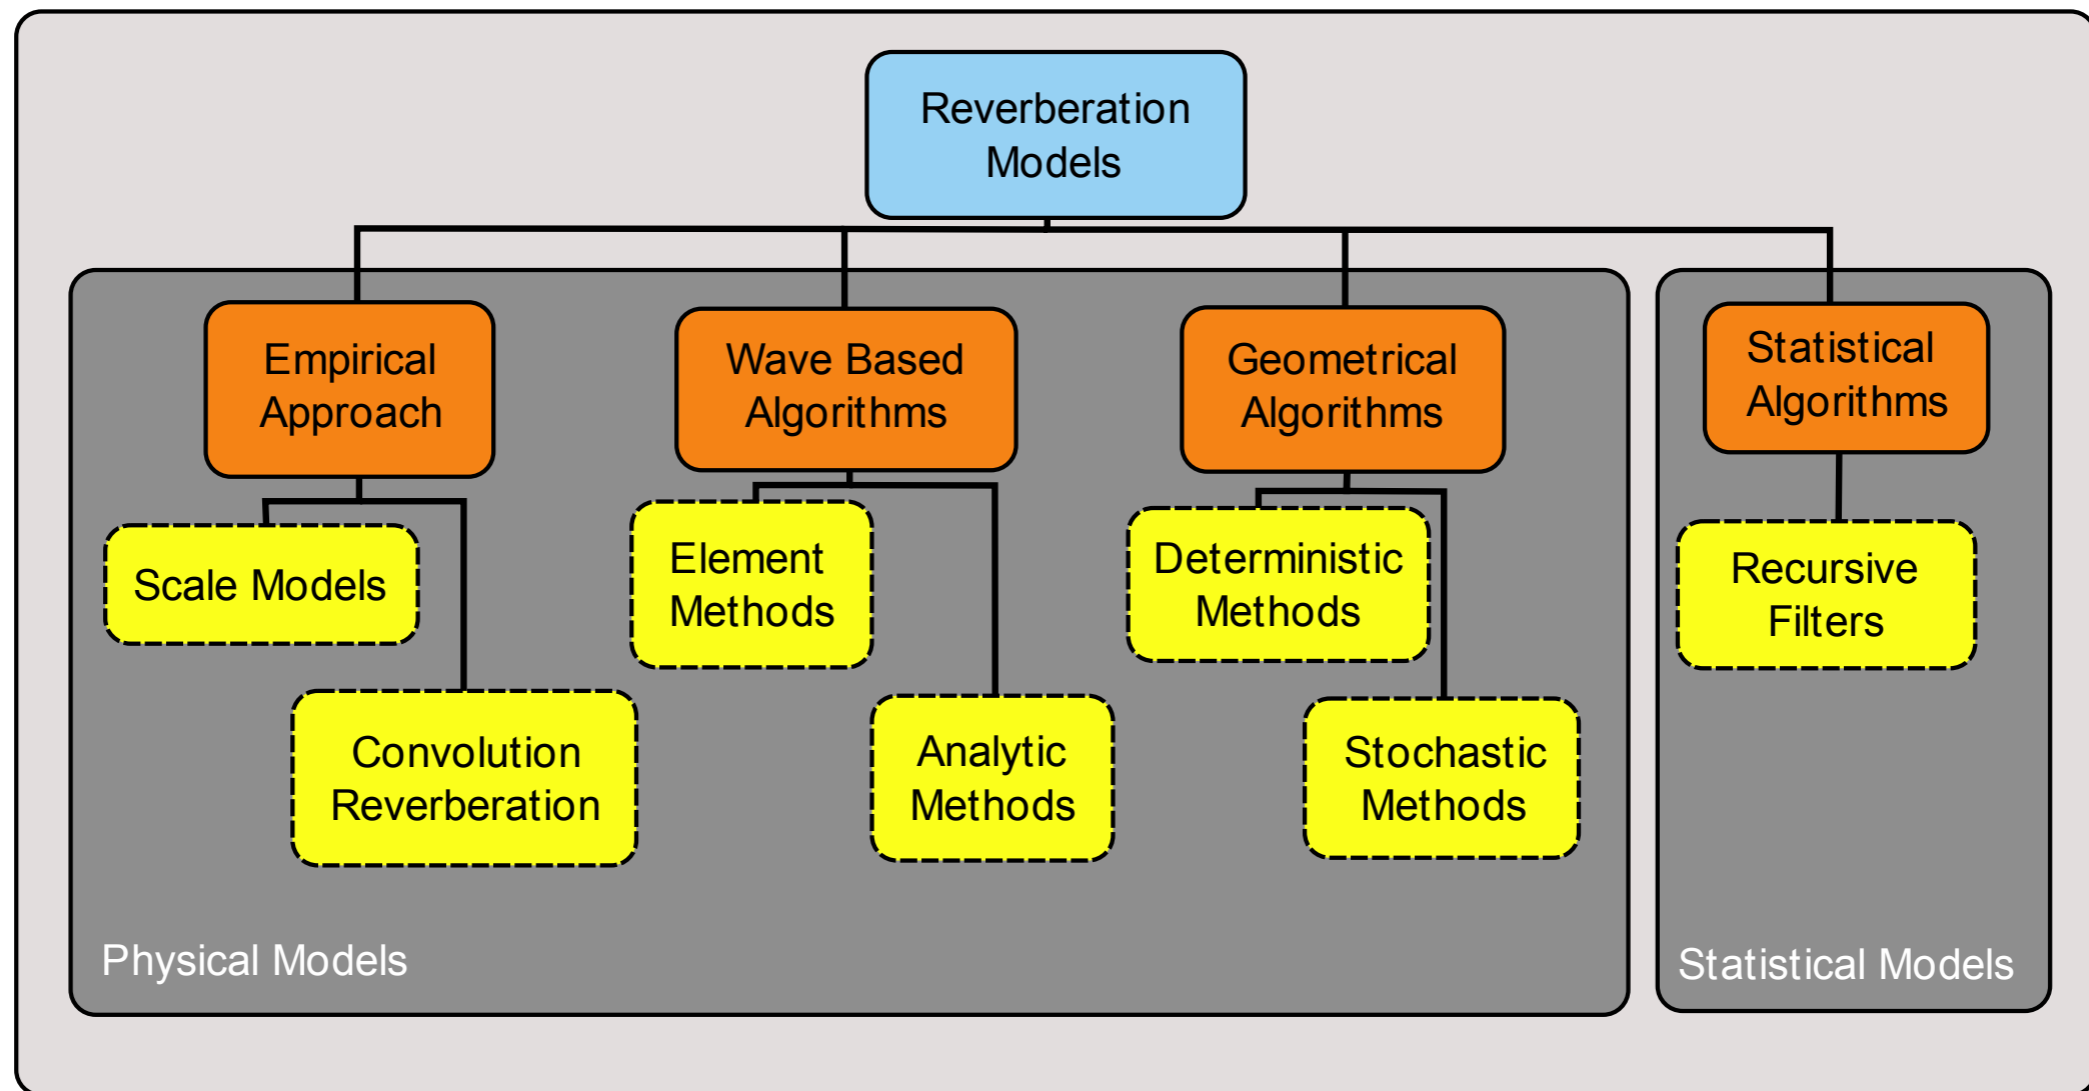 Reverberation
Models
Empirical
Approach
Wave Based
Algorithms
Geometrical
Algorithms
Statistical
Algorithms
Scale Models
Element
Methods
Deterministic
Methods
Recursive
Filters
Convolution
Reverberation
Analytic
Methods
Stochastic
Methods
Physical Models
Statistical Models